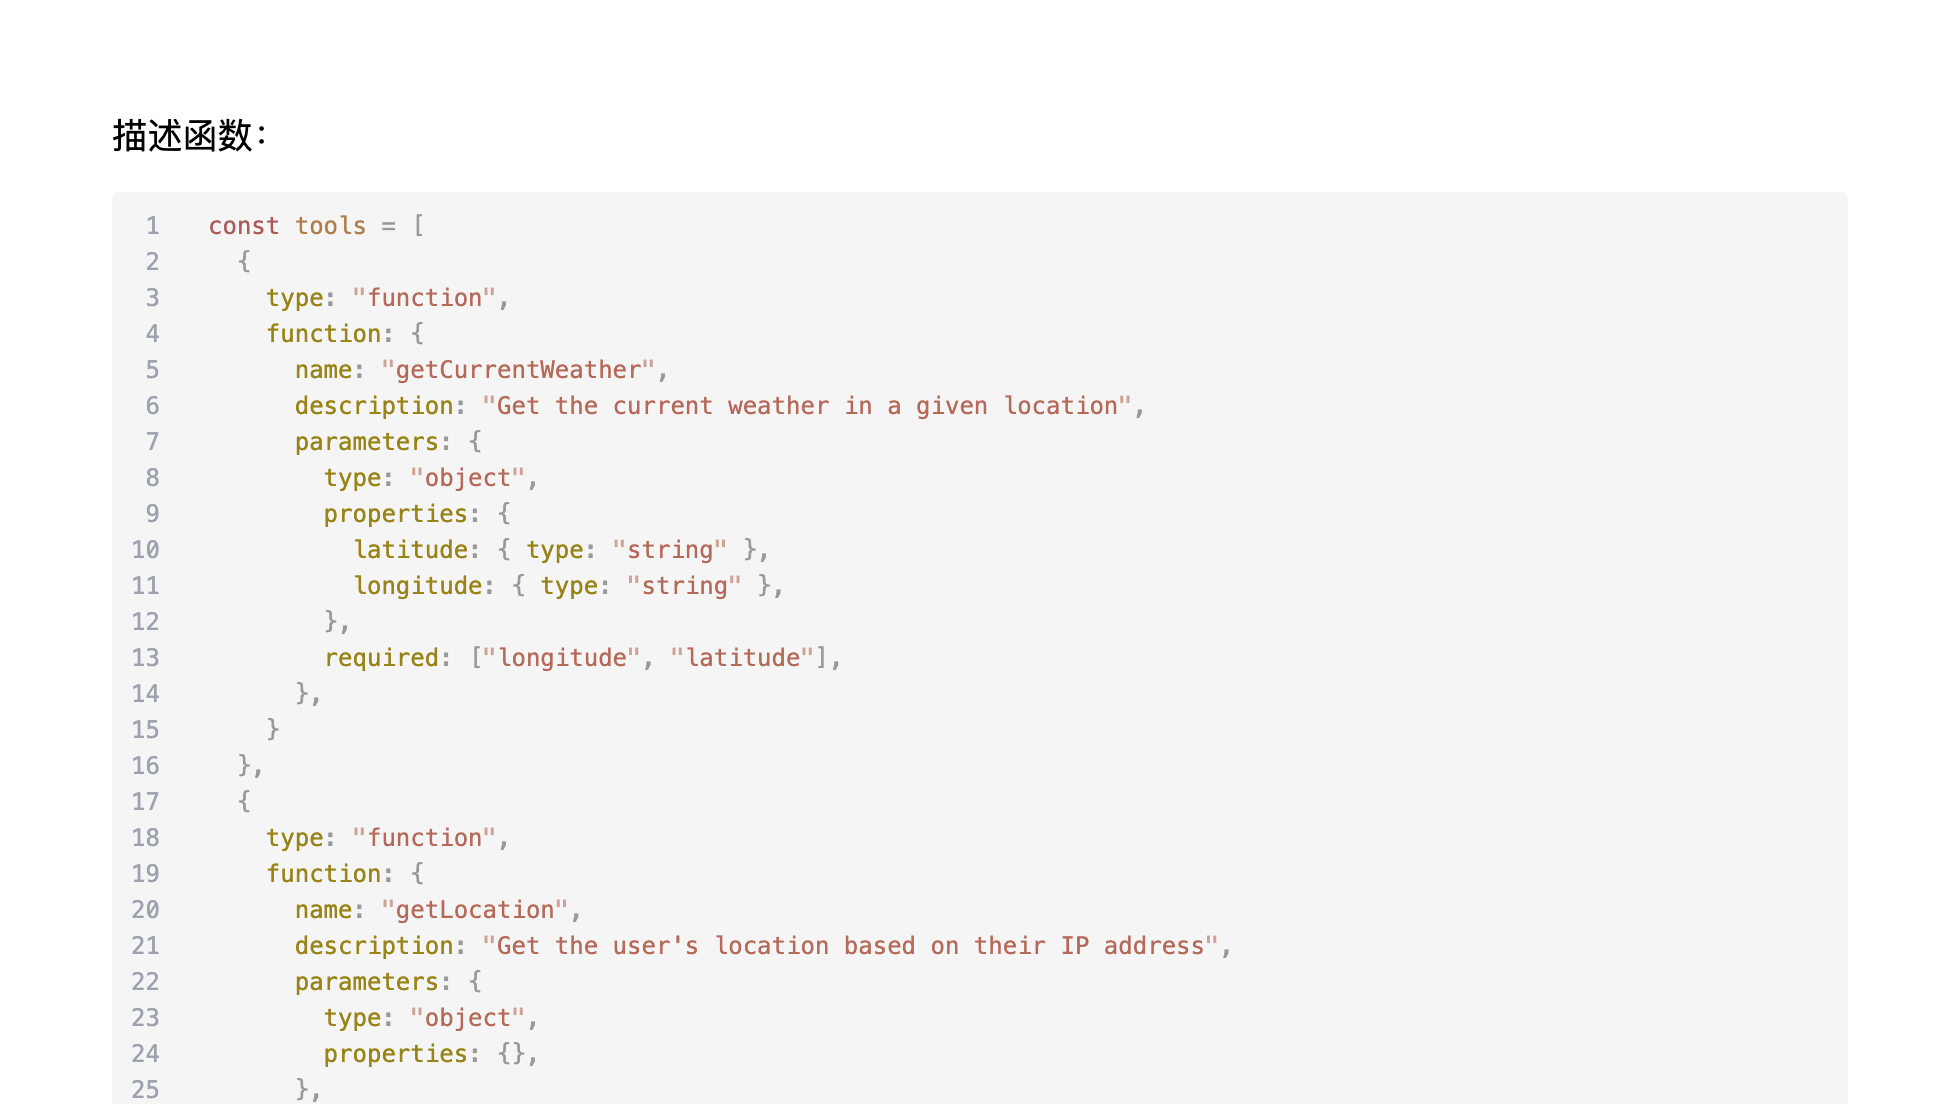 描述函数：
1 const tools = [
2   {
3     type: "function",
4     function: {
5       name: "getCurrentWeather",
6       description: "Get the current weather in a given location",
7       parameters: {
8         type: "object",
9         properties: {
10           latitude: { type: "string" },
11           longitude: { type: "string" },
12         },
13         required: ["longitude", "latitude"],
14       },
15     }
16   },
17   {
18     type: "function",
19     function: {
20       name: "getLocation",
21       description: "Get the user's location based on their IP address",
22       parameters: {
23         type: "object",
24         properties: {},
25       },